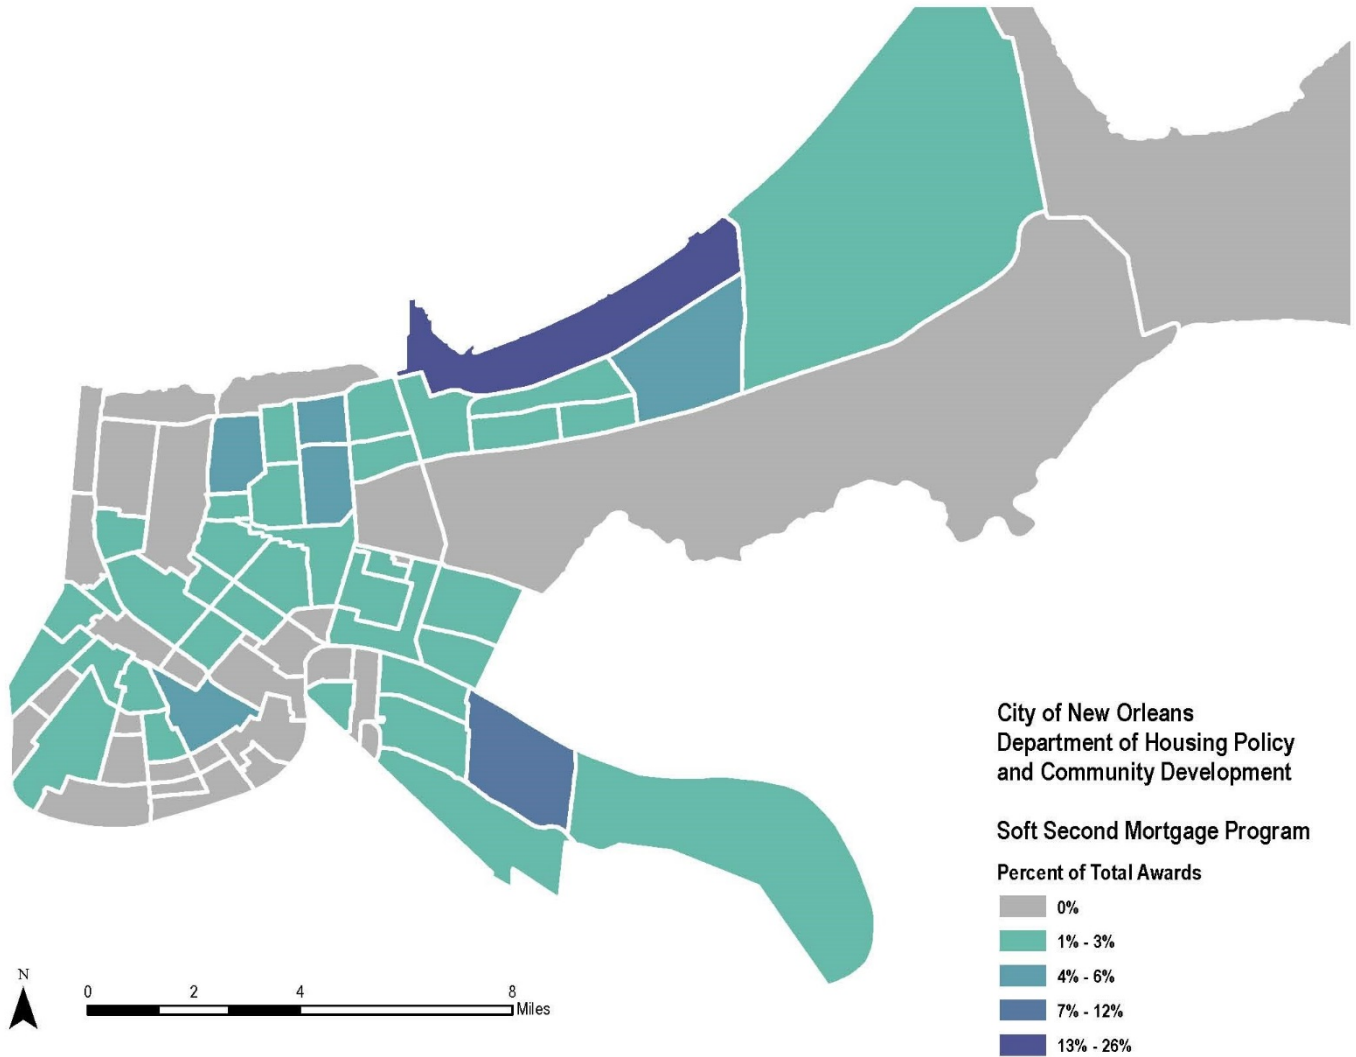 City of New Orleans
Department of Housing Policy
and Community Development
Soft Second Mortgage Program
Percent of Total Awards
0%
1% - 3%
4% - 6%
7% - 12%
13% - 26%
N
0 2 4 8
Miles